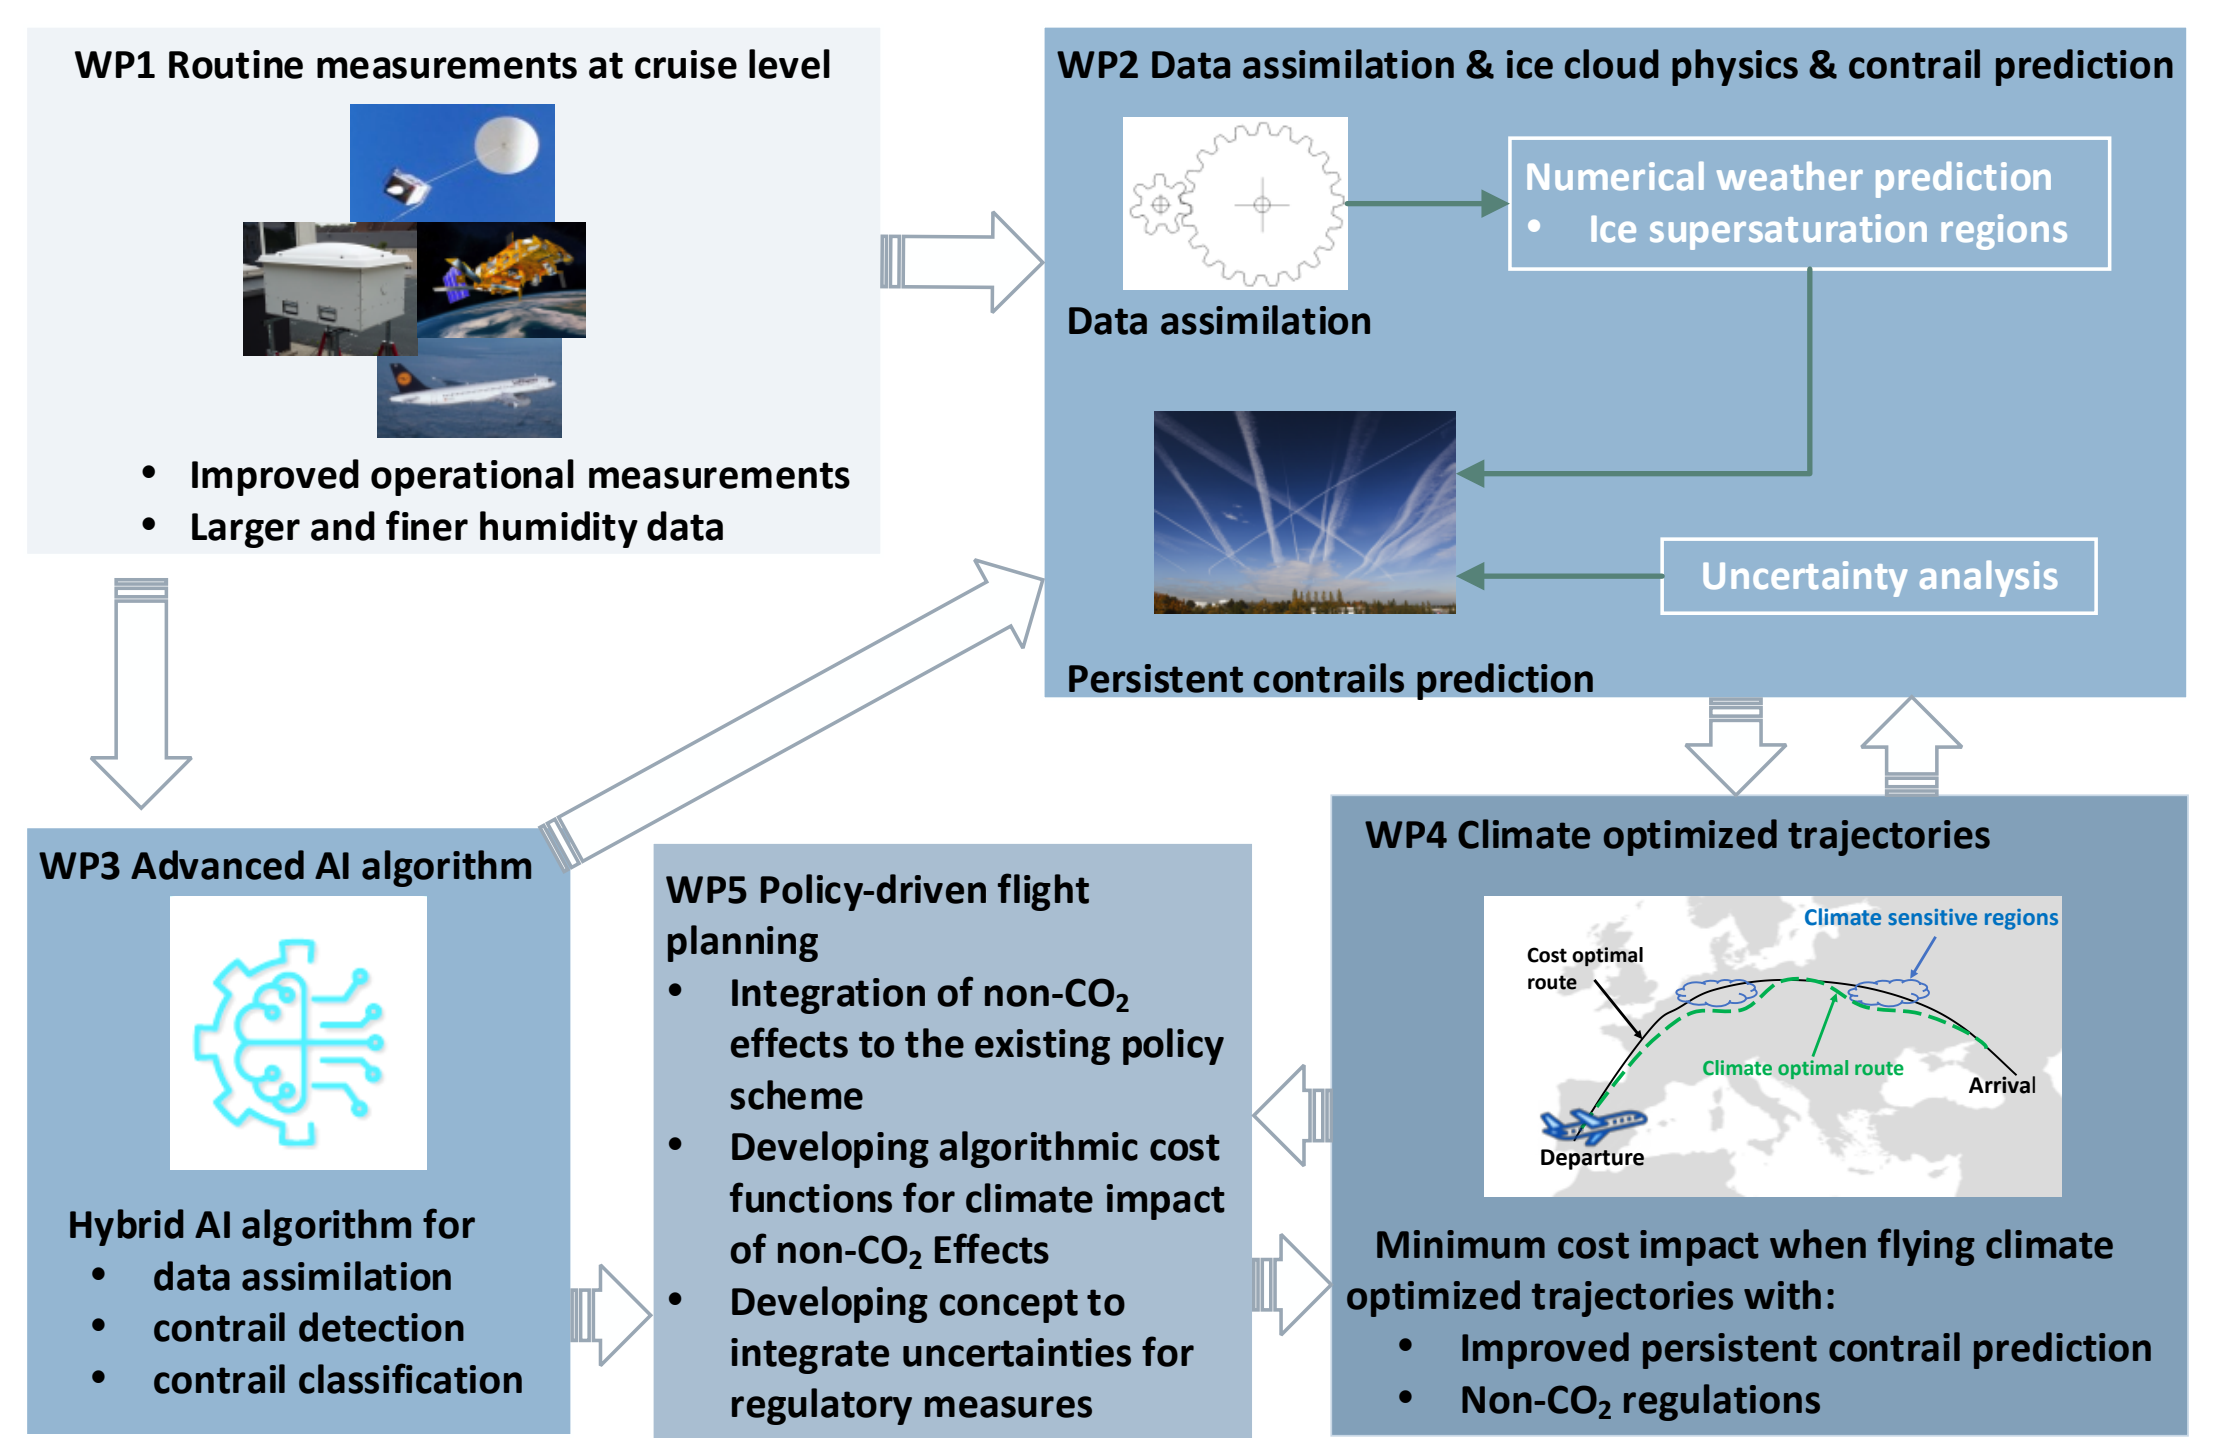 WP1 Routine measurements at cruise level
• Improved operational measurements
• Larger and finer humidity data
WP2 Data assimilation & ice cloud physics & contrail prediction
Numerical weather prediction
• Ice supersaturation regions
Data assimilation
Uncertainty analysis
Persistent contrails prediction
WP3 Advanced AI algorithm
Hybrid AI algorithm for
• data assimilation
• contrail detection
• contrail classification
WP5 Policy-driven flight
planning
• Integration of non-CO₂
effects to the existing policy
scheme
• Developing algorithmic cost
functions for climate impact
of non-CO₂ Effects
• Developing concept to
integrate uncertainties for
regulatory measures
WP4 Climate optimized trajectories
Climate sensitive regions
Cost optimal
route
Climate optimal route
Arrival
Departure
Minimum cost impact when flying climate
optimized trajectories with:
• Improved persistent contrail prediction
• Non-CO₂ regulations